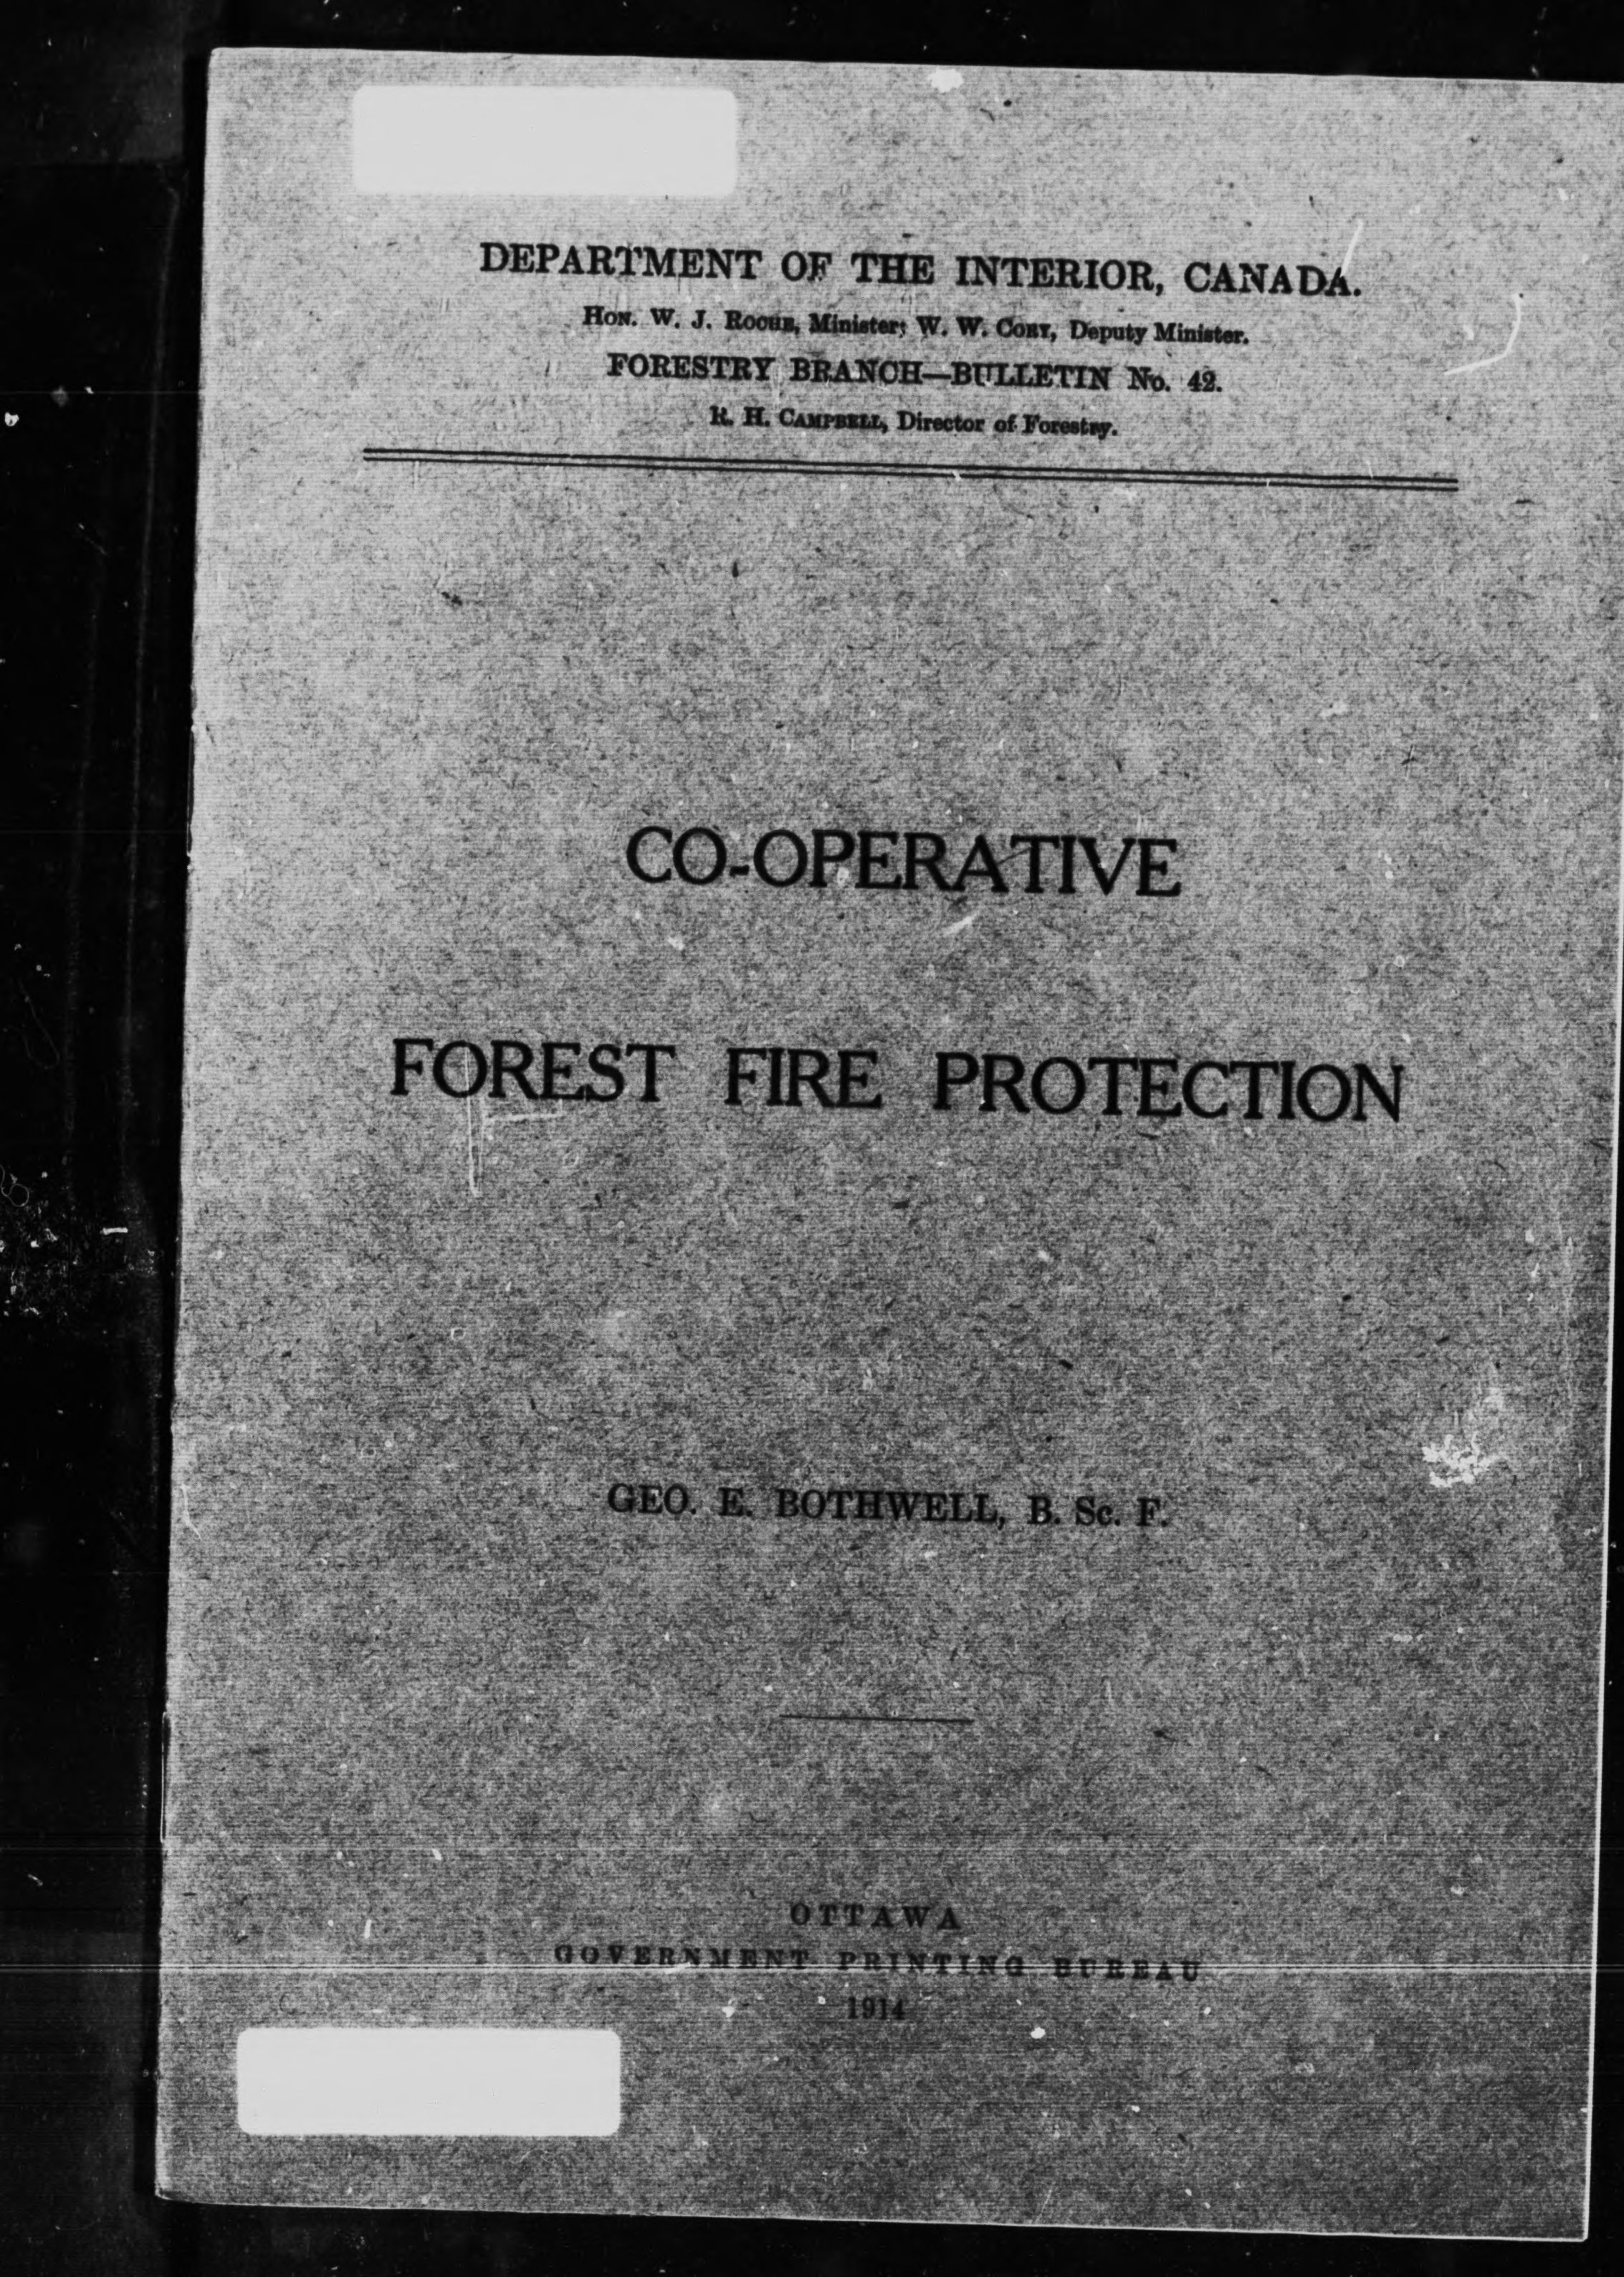 DEPARTMENT OF THE INTERIOR, CANADA.
HON. W. J. ROCHE, Minister; W. W. CORY, Deputy Minister.
FORESTRY BRANCH—BULLETIN No. 42.
R. H. CAMPBELL, Director of Forestry.
CO-OPERATIVE
FOREST FIRE PROTECTION
GEO. E. BOTHWELL, B. Sc. F.
OTTAWA
GOVERNMENT PRINTING BUREAU
1914